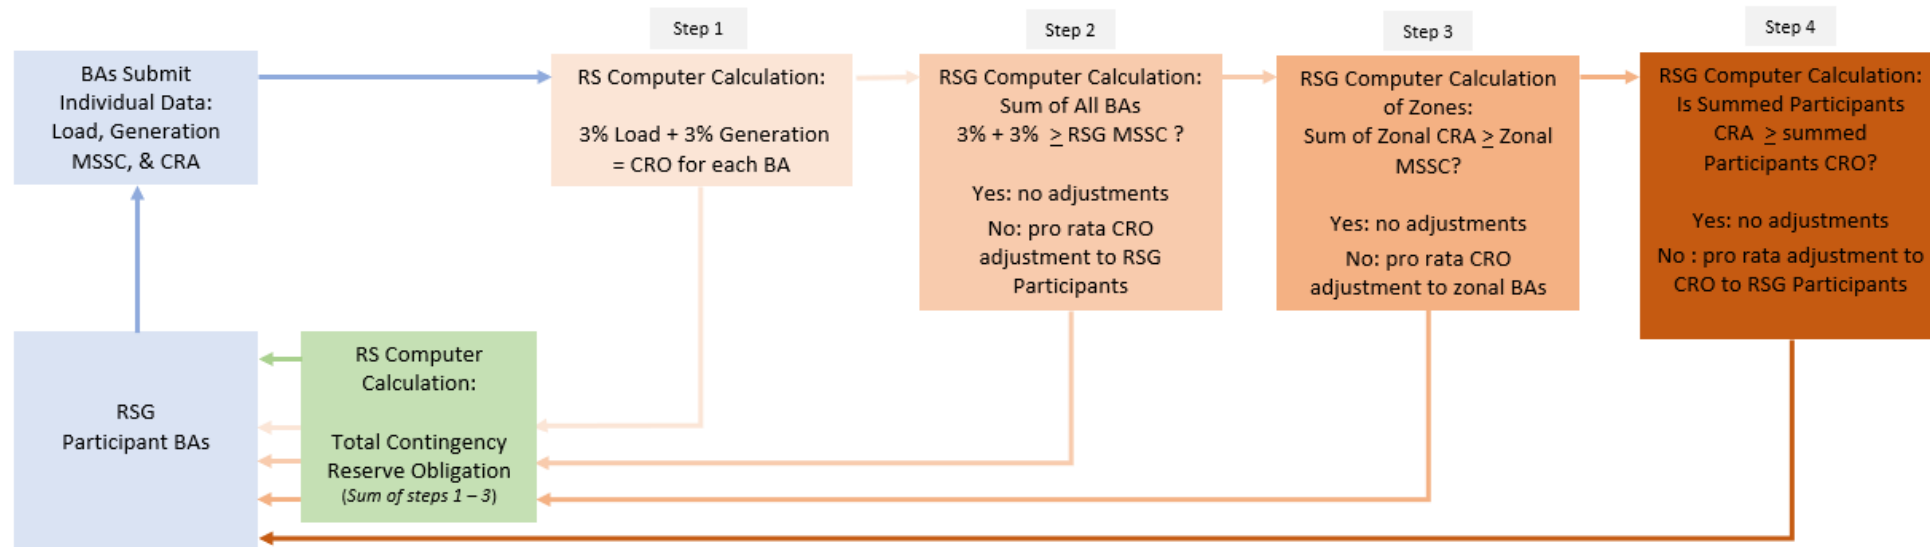 Step 1
Step 2
Step 3
Step 4
BAs Submit
Individual Data:
Load, Generation
MSSC, & CRA
RS Computer Calculation:
3% Load + 3% Generation
= CRO for each BA
RSG Computer Calculation:
Sum of All BAs
3% + 3% ≥ RSG MSSC ?
Yes: no adjustments
No: pro rata CRO
adjustment to RSG
Participants
RSG Computer Calculation
of Zones:
Sum of Zonal CRA ≥ Zonal
MSSC?
Yes: no adjustments
No: pro rata CRO
adjustment to zonal BAs
RSG Computer Calculation:
Is Summed Participants
CRA ≥ summed
Participants CRO?
Yes: no adjustments
No : pro rata adjustment to
CRO to RSG Participants
RSG
Participant BAs
RS Computer
Calculation:
Total Contingency
Reserve Obligation
(Sum of steps 1 – 3)